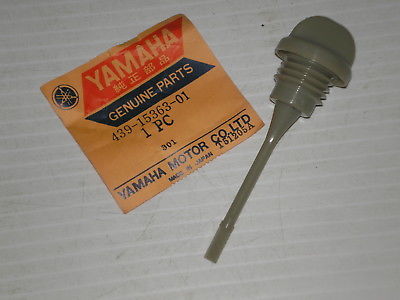 YAMAHA
純正部品
GENUINE PARTS
439-15363-01
1 PC
901
YAMAHA MOTOR CO.,LTD.
MADE IN JAPAN